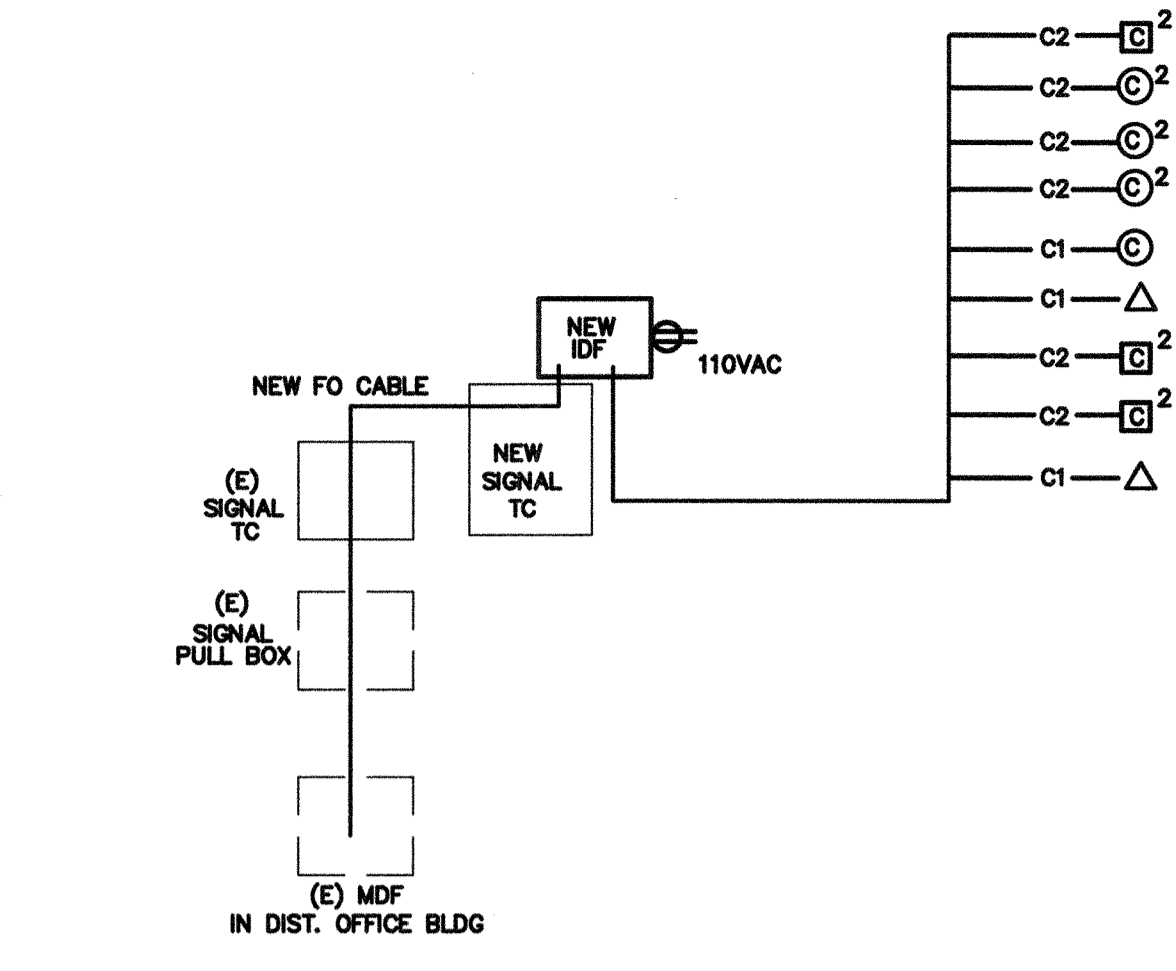 C2 C 2
C2 C 2
C2 C 2
C2 C 2
C1 C
C1
C2 C 2
C2 C 2
C1
NEW
IDF
110VAC
NEW FO CABLE
NEW
SIGNAL
TC
(E)
SIGNAL
TC
(E)
SIGNAL
PULL BOX
(E) MDF
IN DIST. OFFICE BLDG